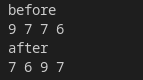 before
9 7 7 6
after
7 6 9 7